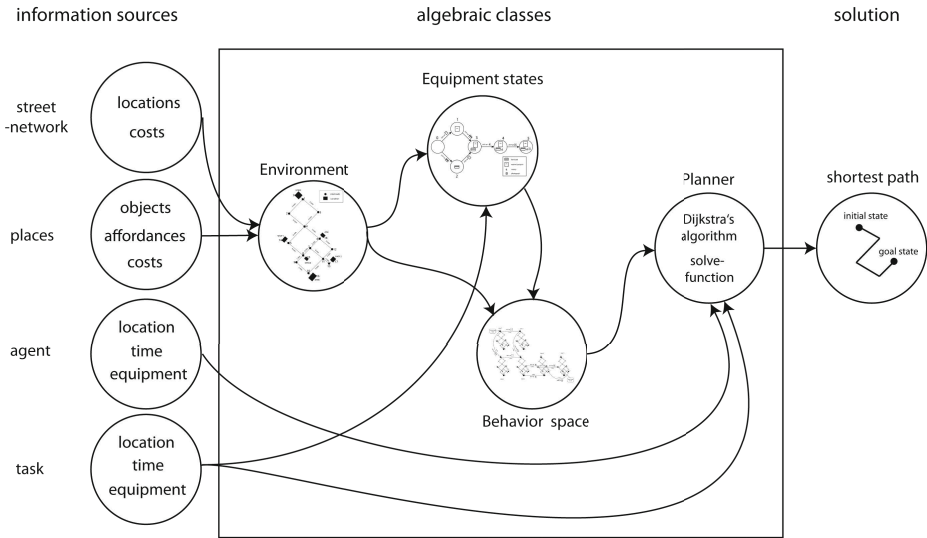 information sources
algebraic classes
solution
street
-network
locations
costs
places
objects
affordances
costs
agent
location
time
equipment
task
location
time
equipment
Environment
Equipment states
Behavior space
Planner
Dijkstra's
algorithm
solve-
function
shortest path
initial state
goal state